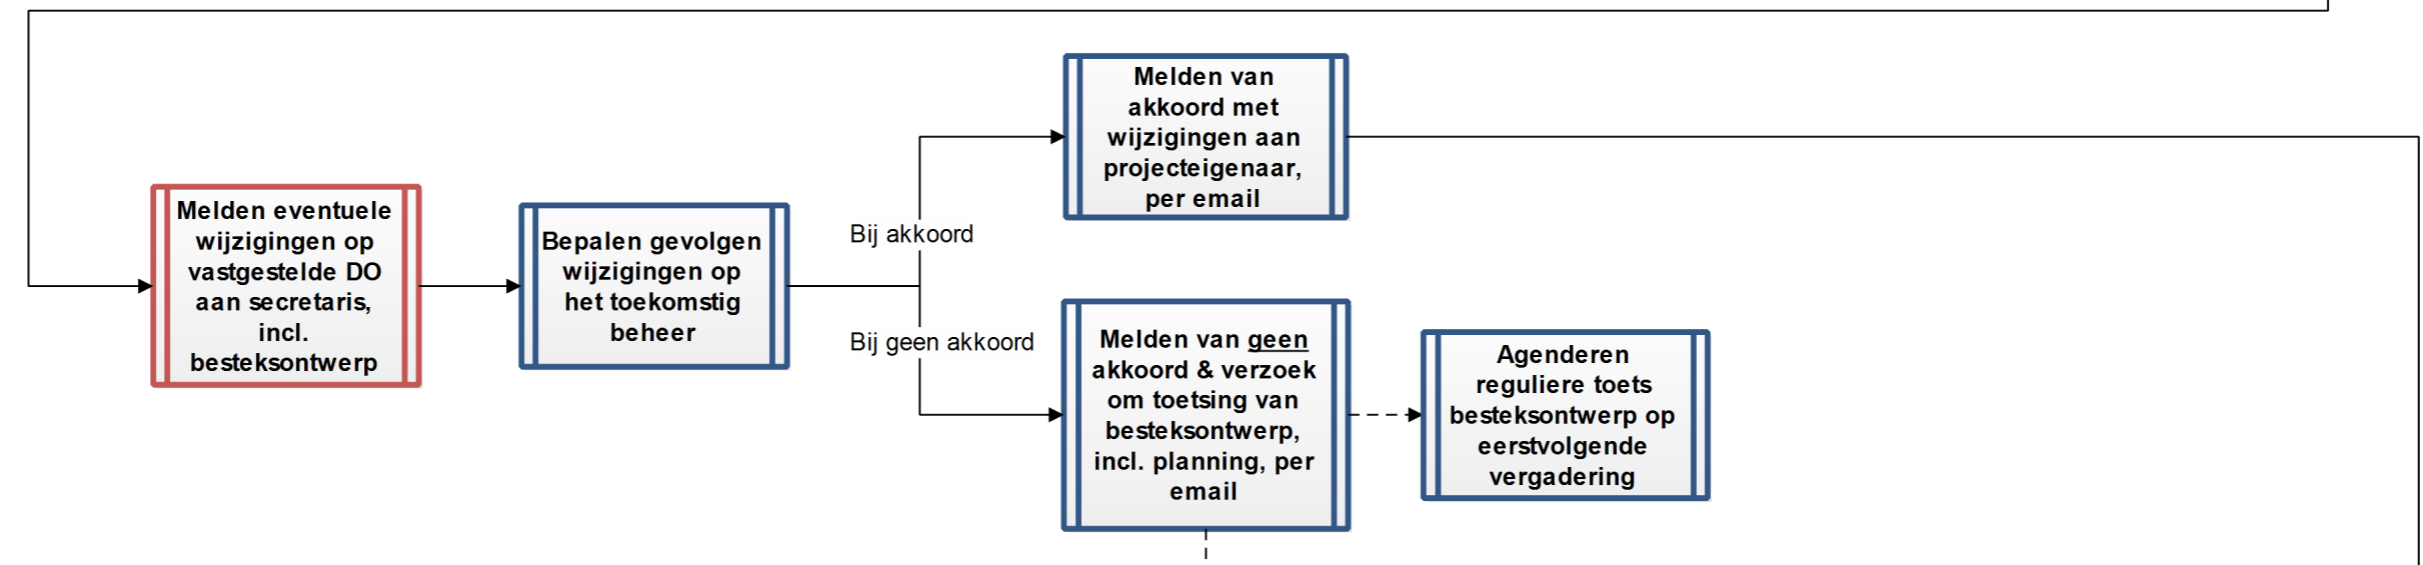 Melden eventuele
wijzigingen op
vastgestelde DO
aan secretaris,
incl.
besteksontwerp
Bepalen gevolgen
wijzigingen op
het toekomstig
beheer
Bij akkoord
Bij geen akkoord
Melden van
akkoord met
wijzigingen aan
projecteigenaar,
per email
Melden van geen
akkoord & verzoek
om toetsing van
besteksontwerp,
incl. planning, per
email
Agenderen
reguliere toets
besteksontwerp op
eerstvolgende
vergadering